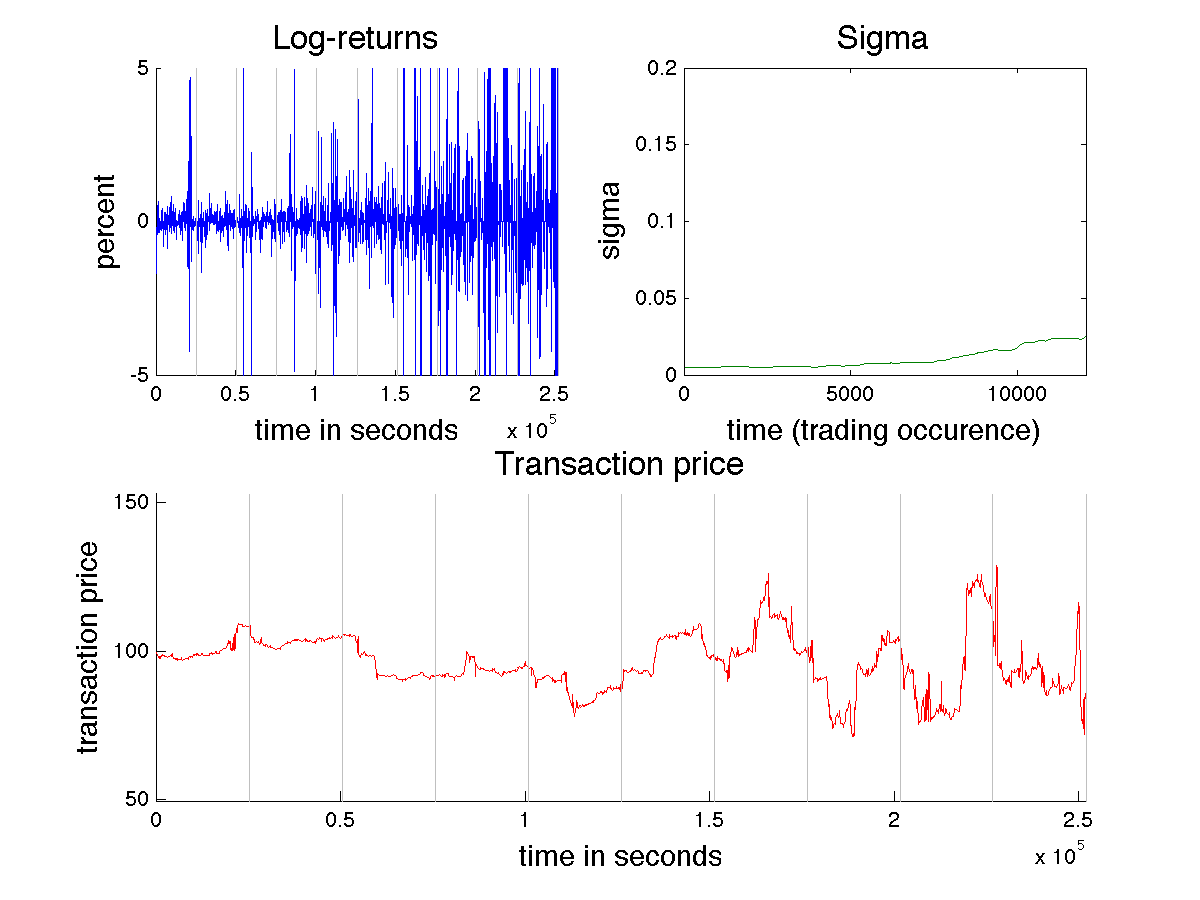 Log-returns
5
0
-5
percent
0 0.5 1 1.5 2 2.5
x 10^5
time in seconds
Sigma
0.2
0.15
0.1
0.05
0
sigma
0 5000 10000
time (trading occurence)
Transaction price
150
100
50
transaction price
0 0.5 1 1.5 2 2.5
x 10^5
time in seconds